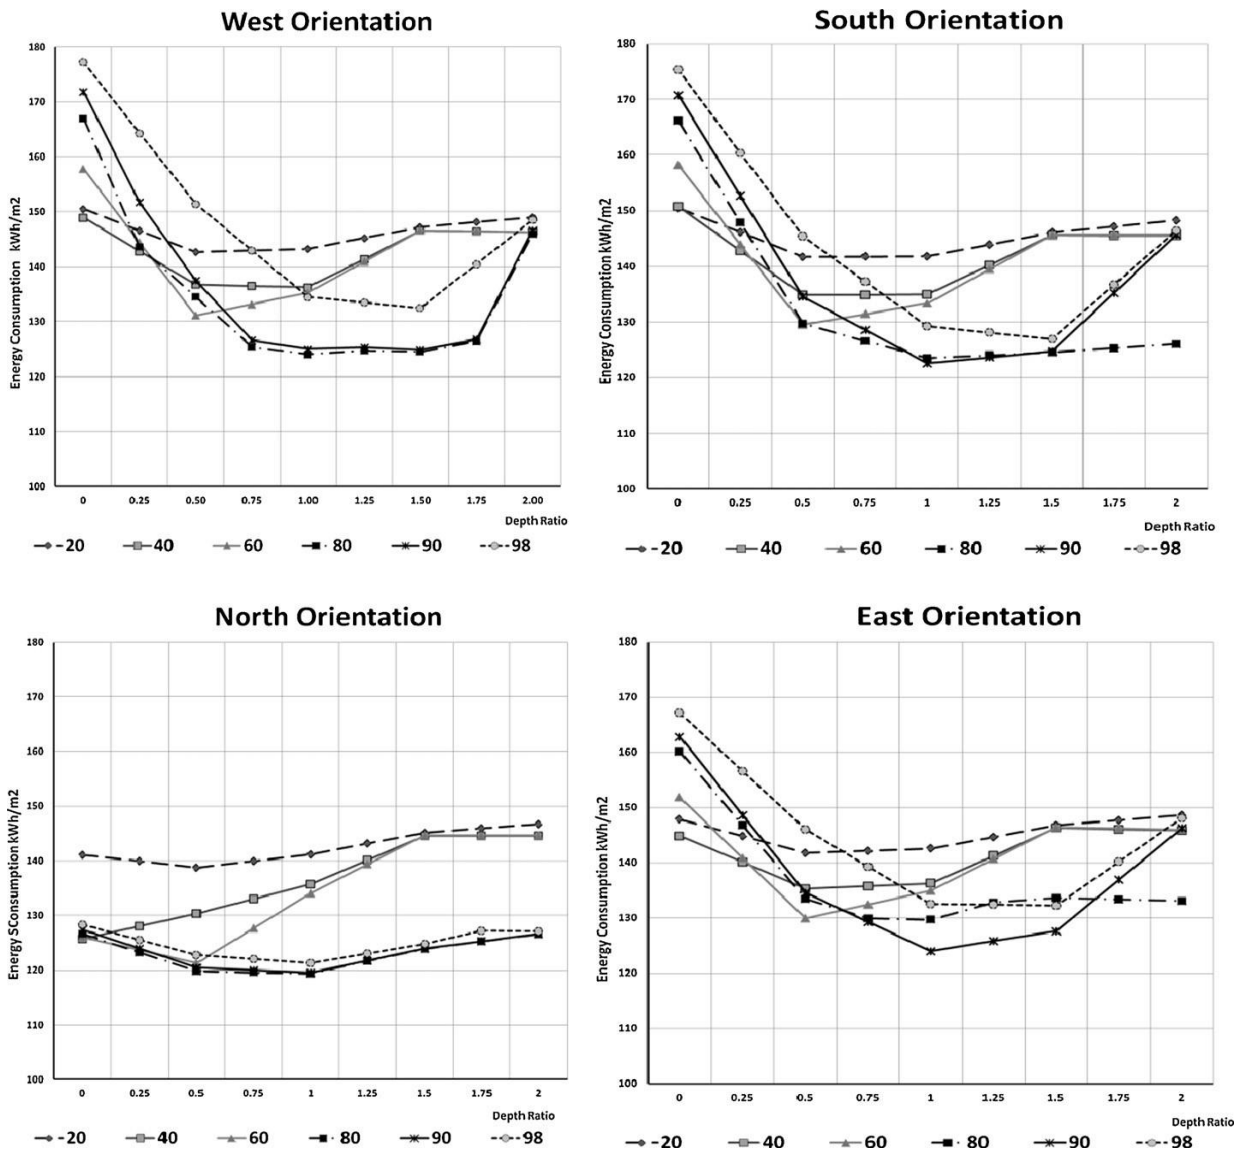 West Orientation
Energy Consumption kWh/m2
180
170
160
150
140
130
120
110
100
0 0.25 0.50 0.75 1.00 1.25 1.50 1.75 2.00
Depth Ratio
20 40 60 80 90 98
South Orientation
Energy Consumption kWh/m2
180
170
160
150
140
130
120
110
100
0 0.25 0.5 0.75 1 1.25 1.5 1.75 2
Depth Ratio
20 40 60 80 90 98
North Orientation
Energy SConsumption kWh/m2
180
170
160
150
140
130
120
110
100
0 0.25 0.5 0.75 1 1.25 1.5 1.75 2
Depth Ratio
20 40 60 80 90 98
East Orientation
Energy Consumption kWh/m2
180
170
160
150
140
130
120
110
100
0 0.25 0.5 0.75 1 1.25 1.5 1.75 2
Depth Ratio
20 40 60 80 90 98